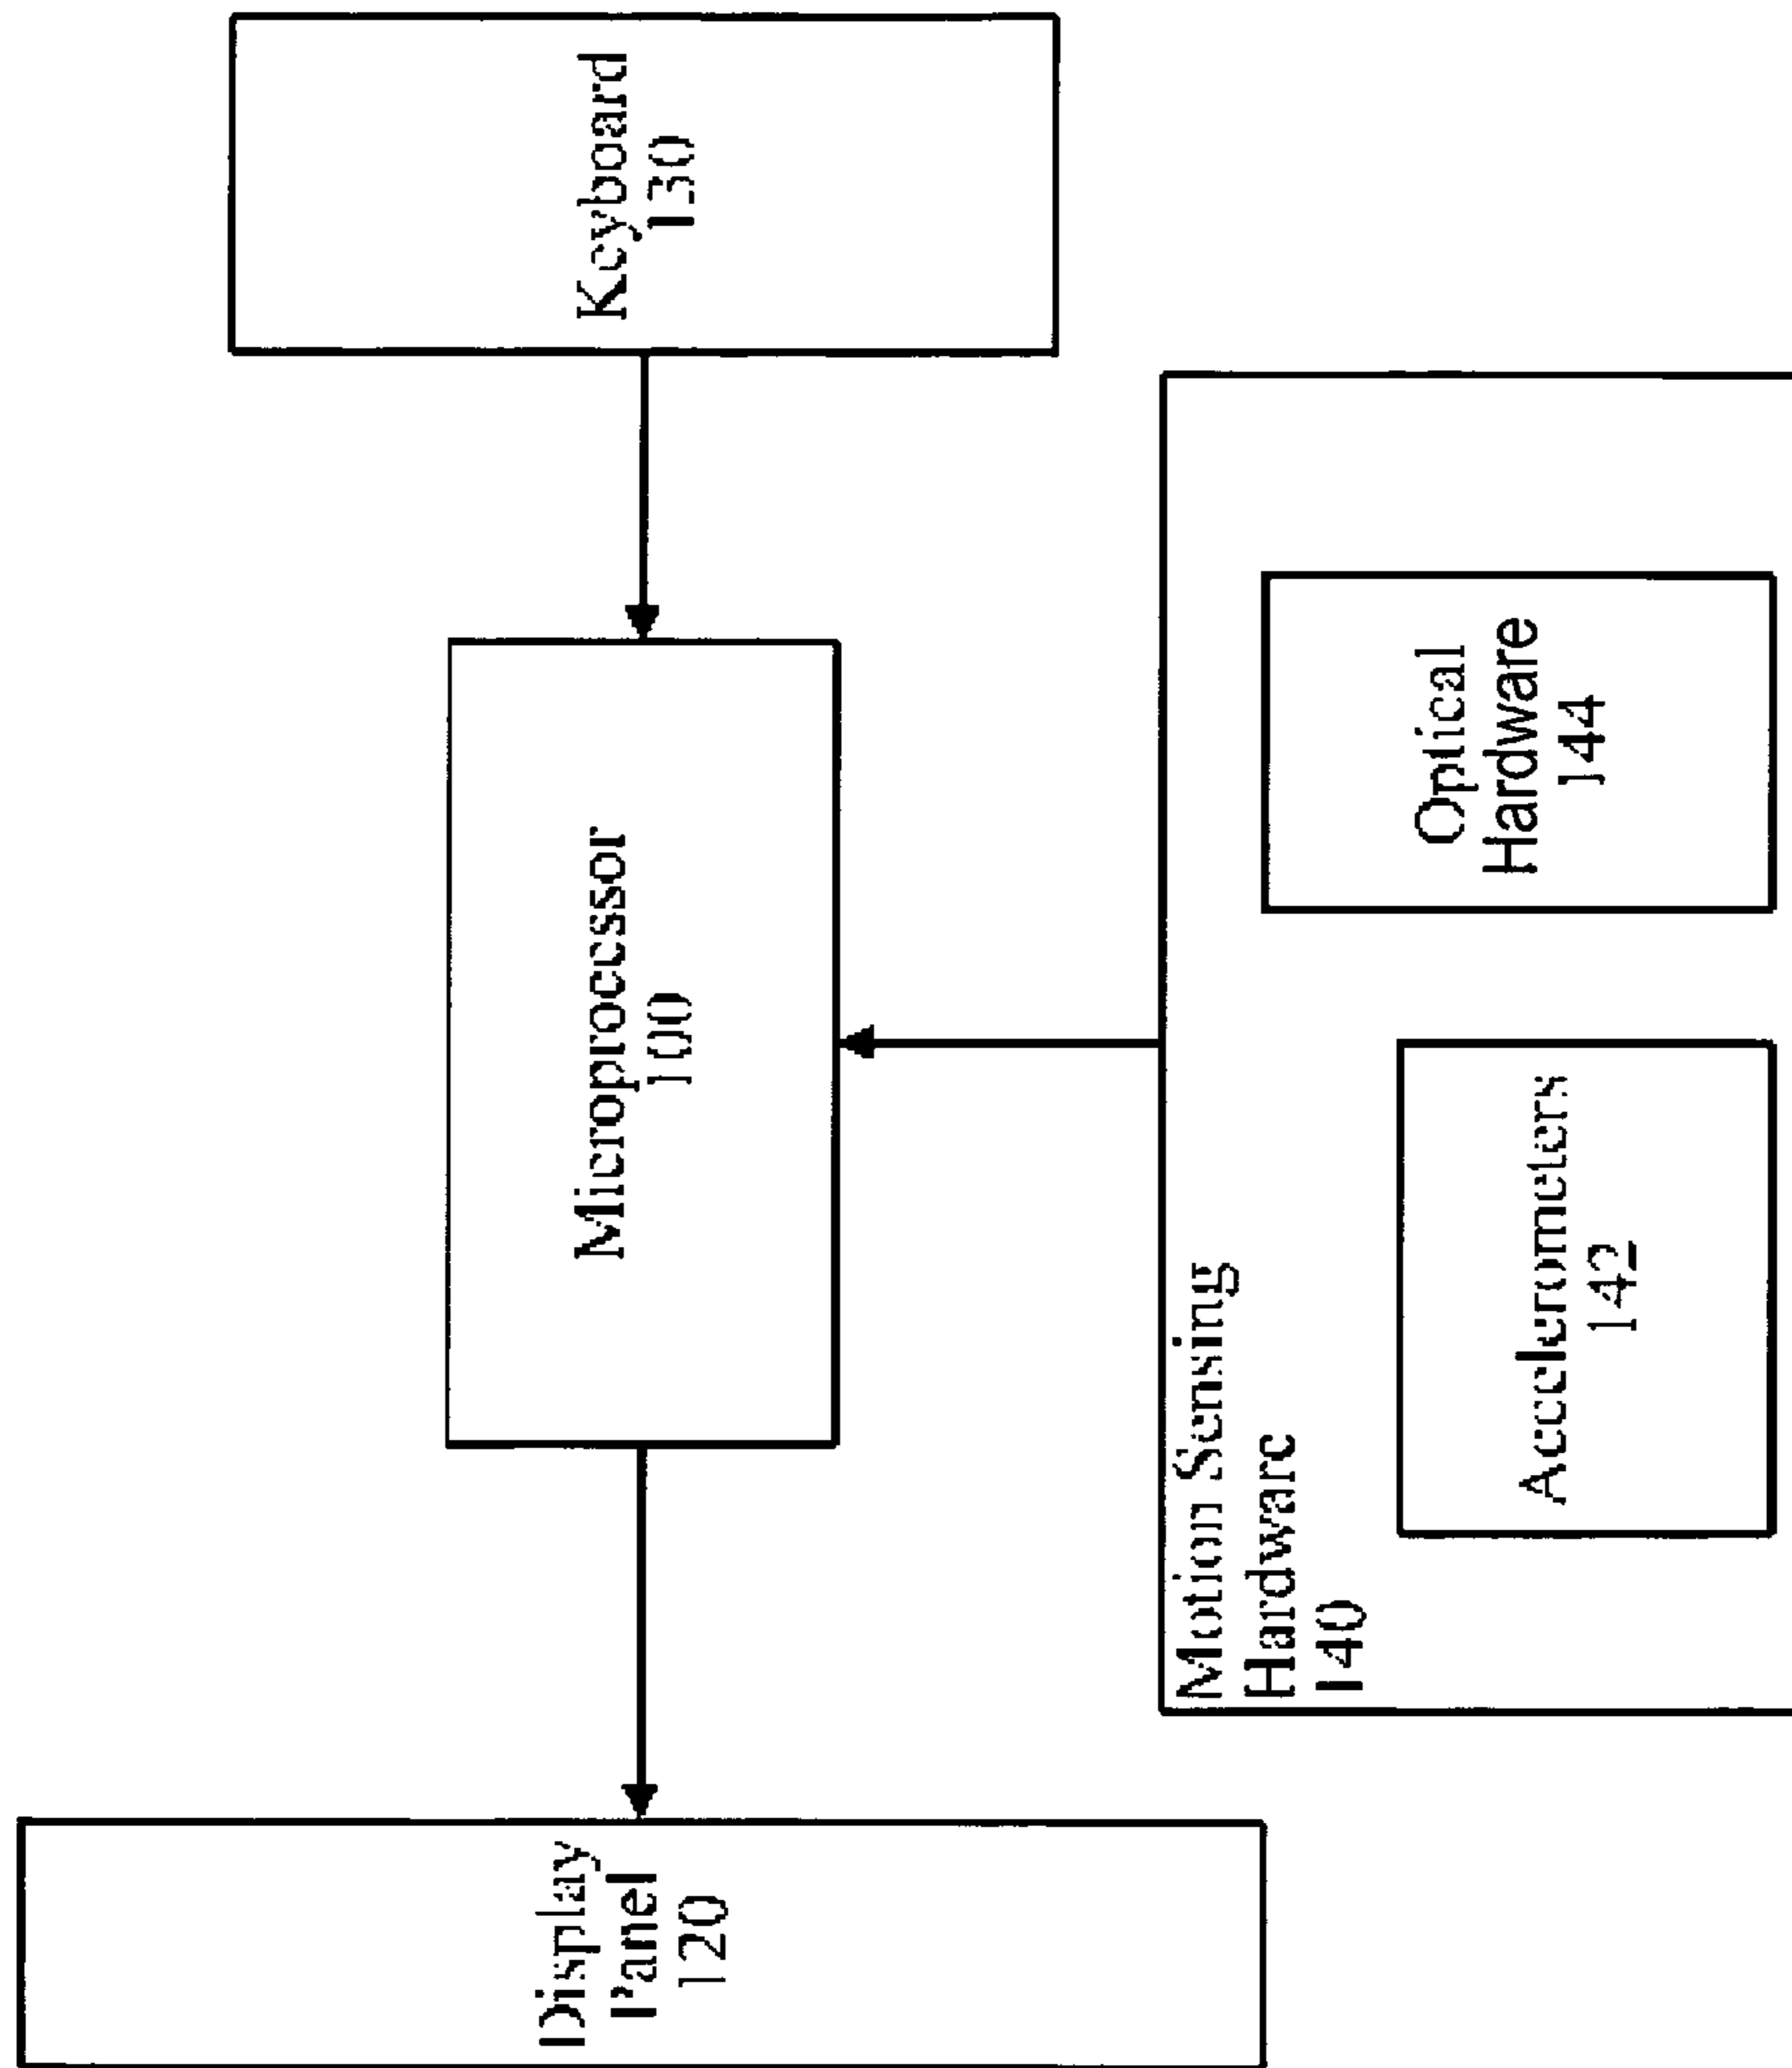 Display
Panel
120
Microprocessor
100
Keyboard
130
Motion Sensing
Hardware
140
Accelerometers
142
Optical
Hardware
144